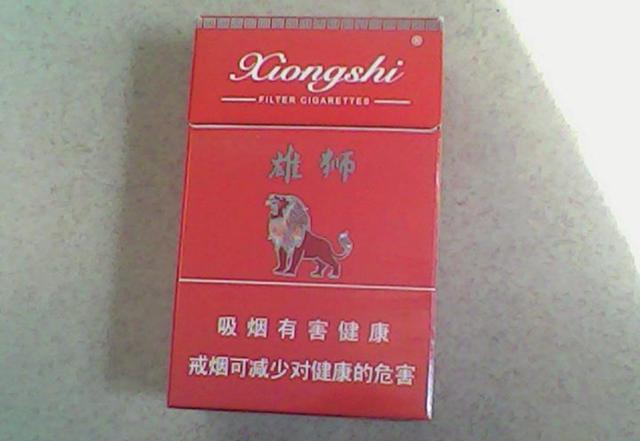 Xiongshi
®
FILTER CIGARETTES
雄狮
吸烟有害健康
戒烟可减少对健康的危害